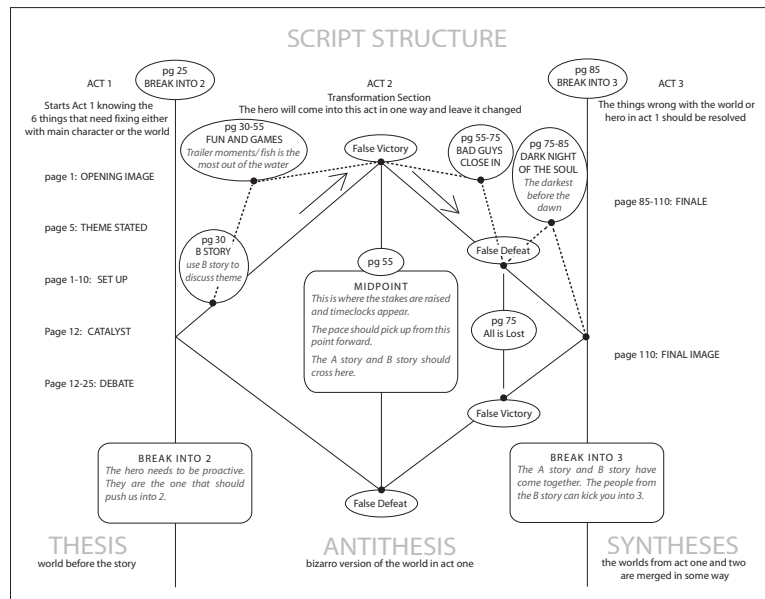 SCRIPT STRUCTURE
pg 25
BREAK INTO 2
pg 85
BREAK INTO 3
ACT 1
Starts Act 1 knowing the
6 things that need fixing either
with main character or the world
page 1: OPENING IMAGE
page 5: THEME STATED
page 1-10: SET UP
Page 12: CATALYST
Page 12-25: DEBATE
ACT 2
Transformation Section
The hero will come into this act in one way and leave it changed
pg 30-55
FUN AND GAMES
Trailer moments/ fish is the
most out of the water
False Victory
pg 55-75
BAD GUYS
CLOSE IN
pg 75-85
DARK NIGHT
OF THE SOUL
The darkest
before the
dawn
pg 30
B STORY
use B story to
discuss theme
False Defeat
pg 55
MIDPOINT
This is where the stakes are raised
and timeclocks appear.
The pace should pick up from this
point forward.
The A story and B story should
cross here.
pg 75
All is Lost
False Victory
False Defeat
ACT 3
The things wrong with the world or
hero in act 1 should be resolved
page 85-110: FINALE
page 110: FINAL IMAGE
BREAK INTO 2
The hero needs to be proactive.
They are the one that should
push us into 2.
BREAK INTO 3
The A story and B story have
come together. The people from
the B story can kick you into 3.
THESIS
world before the story
ANTITHESIS
bizarro version of the world in act one
SYNTHESES
the worlds from act one and two
are merged in some way